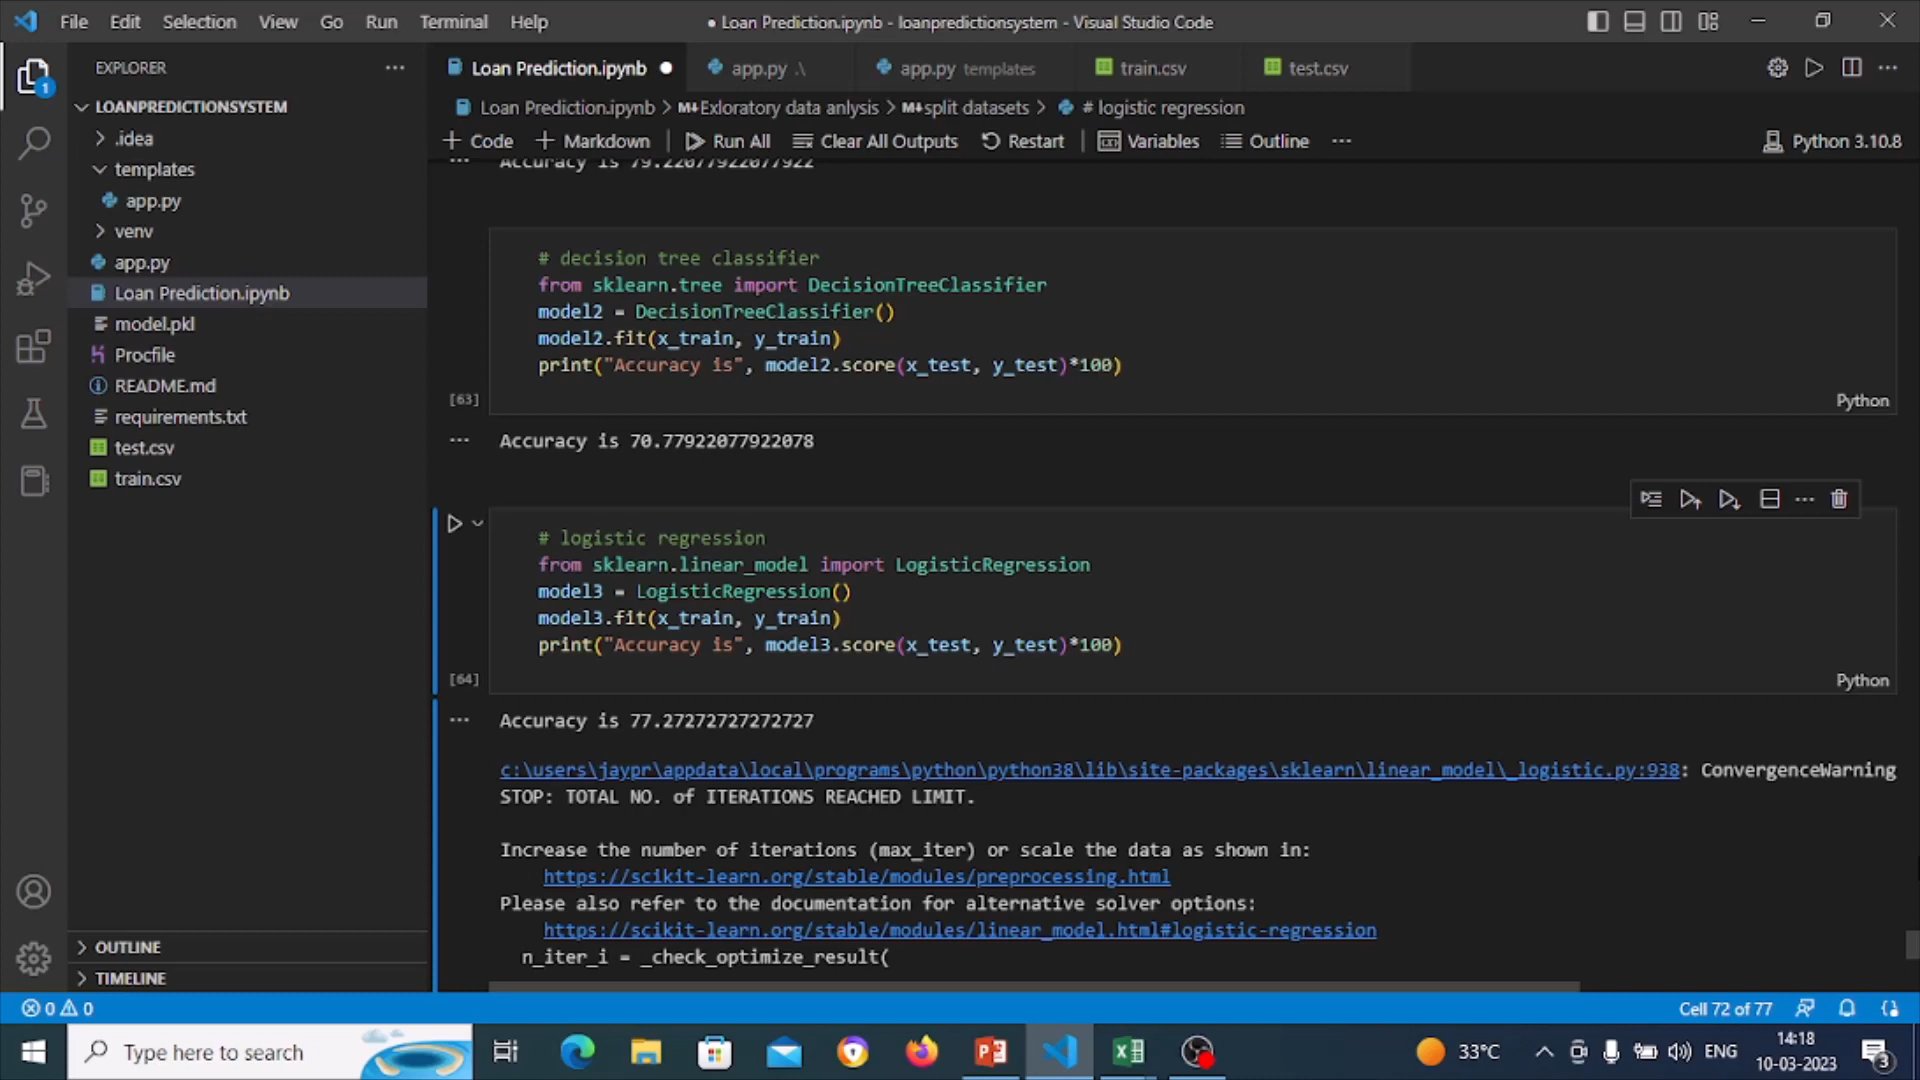 File Edit Selection View Go Run Terminal Help
● Loan Prediction.ipynb - loanpredictionsystem - Visual Studio Code
EXPLORER
Loan Prediction.ipynb
app.py .\
app.py templates
train.csv
test.csv
LOANPREDICTIONSYSTEM
.idea
templates
app.py
venv
app.py
Loan Prediction.ipynb
model.pkl
Procfile
README.md
requirements.txt
test.csv
train.csv
OUTLINE
TIMELINE
Loan Prediction.ipynb > M↓Exloratory data anlysis > M↓split datasets > # logistic regression
+ Code + Markdown Run All Clear All Outputs Restart Variables Outline ...
Python 3.10.8
Accuracy is 79.22077922077922
# decision tree classifier
from sklearn.tree import DecisionTreeClassifier
model2 = DecisionTreeClassifier()
model2.fit(x_train, y_train)
print("Accuracy is", model2.score(x_test, y_test)*100)
[63]
Python
Accuracy is 70.77922077922078
# logistic regression
from sklearn.linear_model import LogisticRegression
model3 = LogisticRegression()
model3.fit(x_train, y_train)
print("Accuracy is", model3.score(x_test, y_test)*100)
[64]
Python
Accuracy is 77.27272727272727
c:\users\jaypr\appdata\local\programs\python\python38\lib\site-packages\sklearn\linear_model\_logistic.py:938: ConvergenceWarning
STOP: TOTAL NO. of ITERATIONS REACHED LIMIT.
Increase the number of iterations (max_iter) or scale the data as shown in:
https://scikit-learn.org/stable/modules/preprocessing.html
Please also refer to the documentation for alternative solver options:
https://scikit-learn.org/stable/modules/linear_model.html#logistic-regression
n_iter_i = _check_optimize_result(
0 0
Cell 72 of 77
Type here to search
33°C
ENG
14:18
10-03-2023
3
1